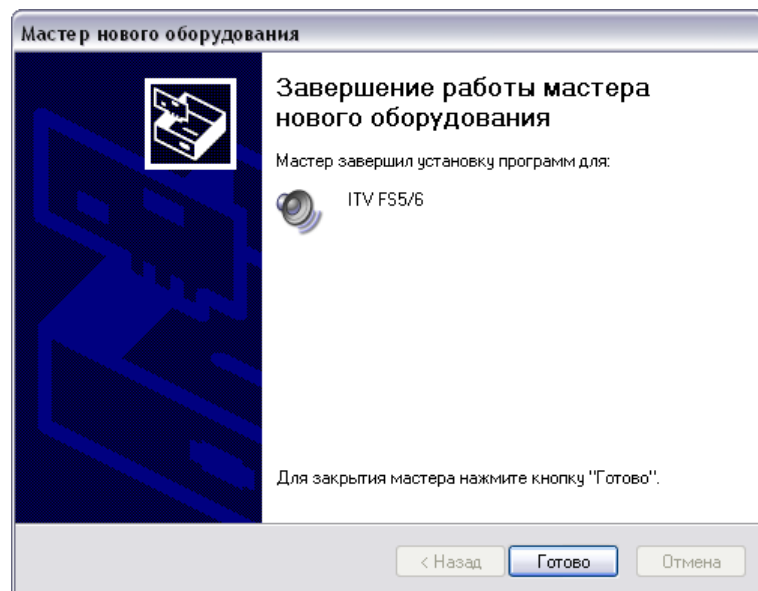 Мастер нового оборудования
Завершение работы мастера
нового оборудования
Мастер завершил установку программ для:
ITV FS5/6
Для закрытия мастера нажмите кнопку "Готово".
< Назад
Готово
Отмена